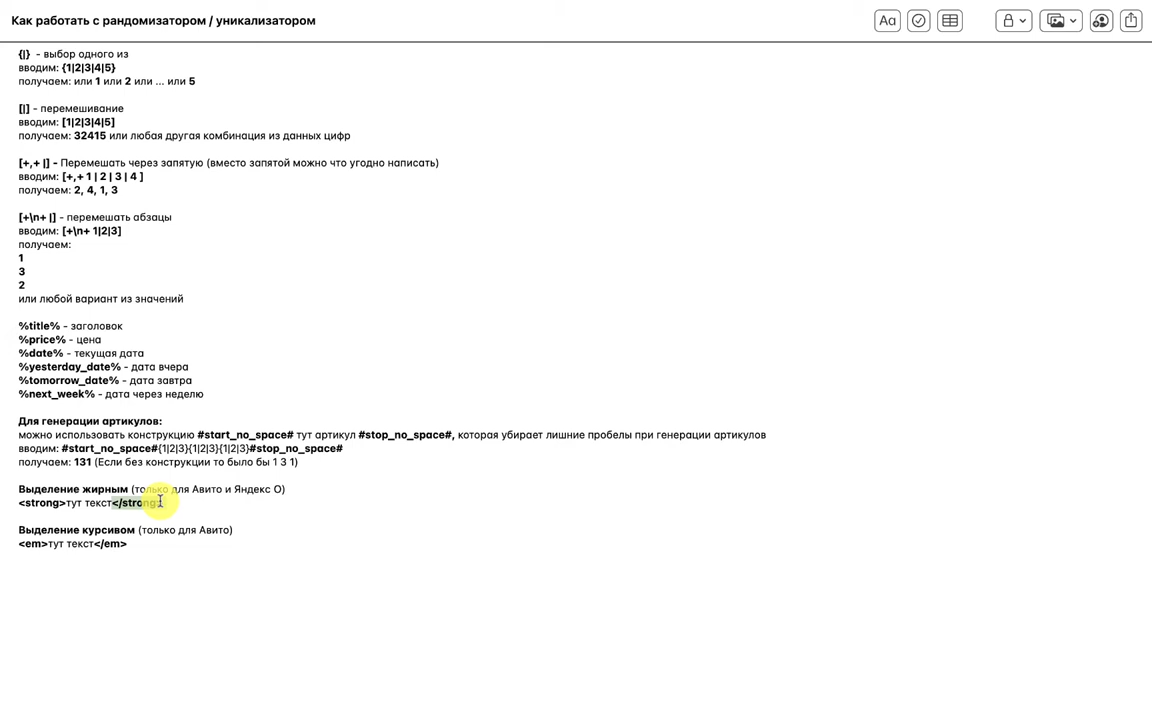 Как работать с рандомизатором / уникализатором
Aa
{|} - выбор одного из
вводим: {1|2|3|4|5}
получаем: или 1 или 2 или ... или 5
[|] - перемешивание
вводим: [1|2|3|4|5]
получаем: 32415 или любая другая комбинация из данных цифр
[+,+ |] - Перемешать через запятую (вместо запятой можно что угодно написать)
вводим: [+,+ 1 | 2 | 3 | 4 ]
получаем: 2, 4, 1, 3
[+\n+ |] - перемешать абзацы
вводим: [+\n+ 1|2|3]
получаем:
1
3
2
или любой вариант из значений
%title% - заголовок
%price% - цена
%date% - текущая дата
%yesterday_date% - дата вчера
%tomorrow_date% - дата завтра
%next_week% - дата через неделю
Для генерации артикулов:
можно использовать конструкцию #start_no_space# тут артикул #stop_no_space#, которая убирает лишние пробелы при генерации артикулов
вводим: #start_no_space#{1|2|3}{1|2|3}{1|2|3}#stop_no_space#
получаем: 131 (Если без конструкции то было бы 1 3 1)
Выделение жирным (только для Авито и Яндекс О)
<strong>тут текст</strong>
Выделение курсивом (только для Авито)
<em>тут текст</em>